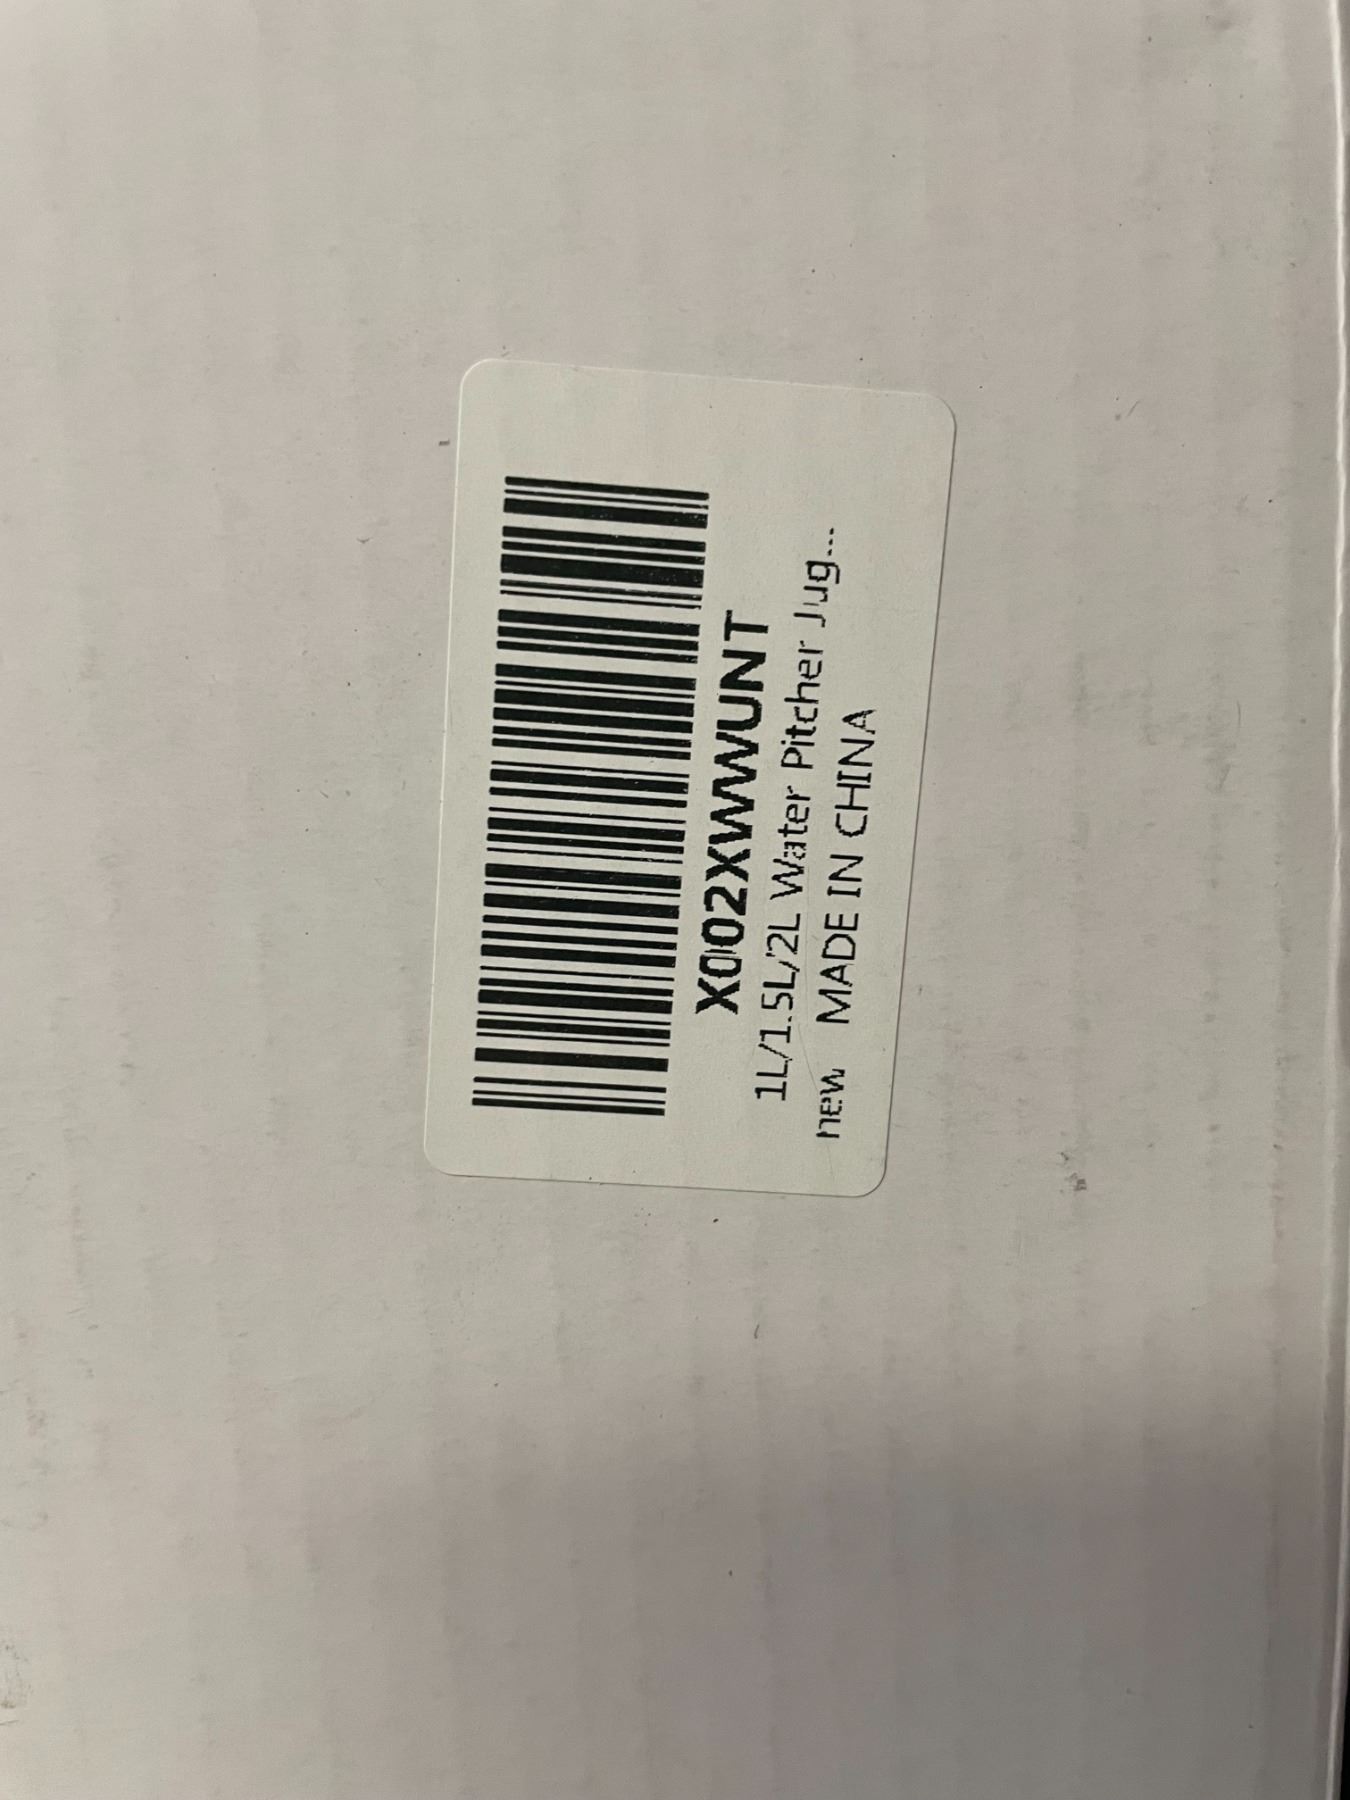 X002XWWUNT
1L/1.5L/2L Water Pitcher Jug...
new MADE IN CHINA